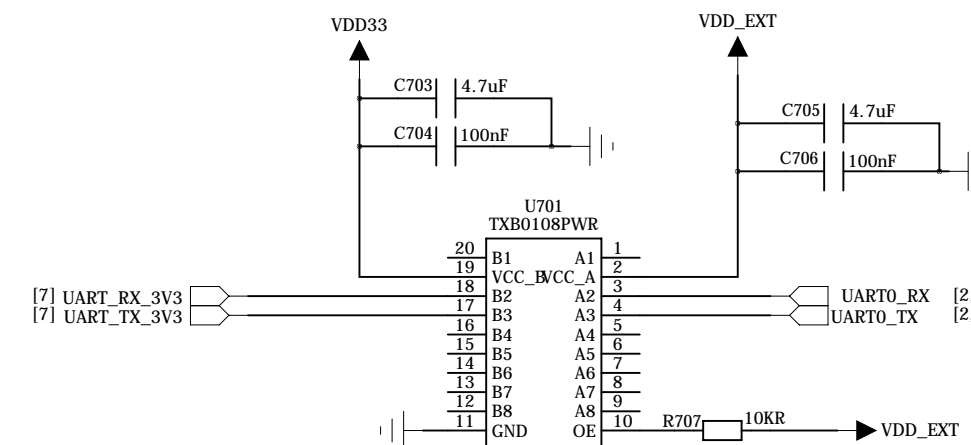 VDD33
VDD_EXT
C703 4.7uF
C704 100nF
C705 4.7uF
C706 100nF
U701
TXB0108PWR
20 B1 A1 1
19 VCC_B VCC_A 2
[7] UART_RX_3V3 18 B2 A2 3 UART0_RX [2
[7] UART_TX_3V3 17 B3 A3 4 UART0_TX [2
16 B4 A4 5
15 B5 A5 6
14 B6 A6 7
13 B7 A7 8
12 B8 A8 9
11 GND OE 10 R707 10KR VDD_EXT